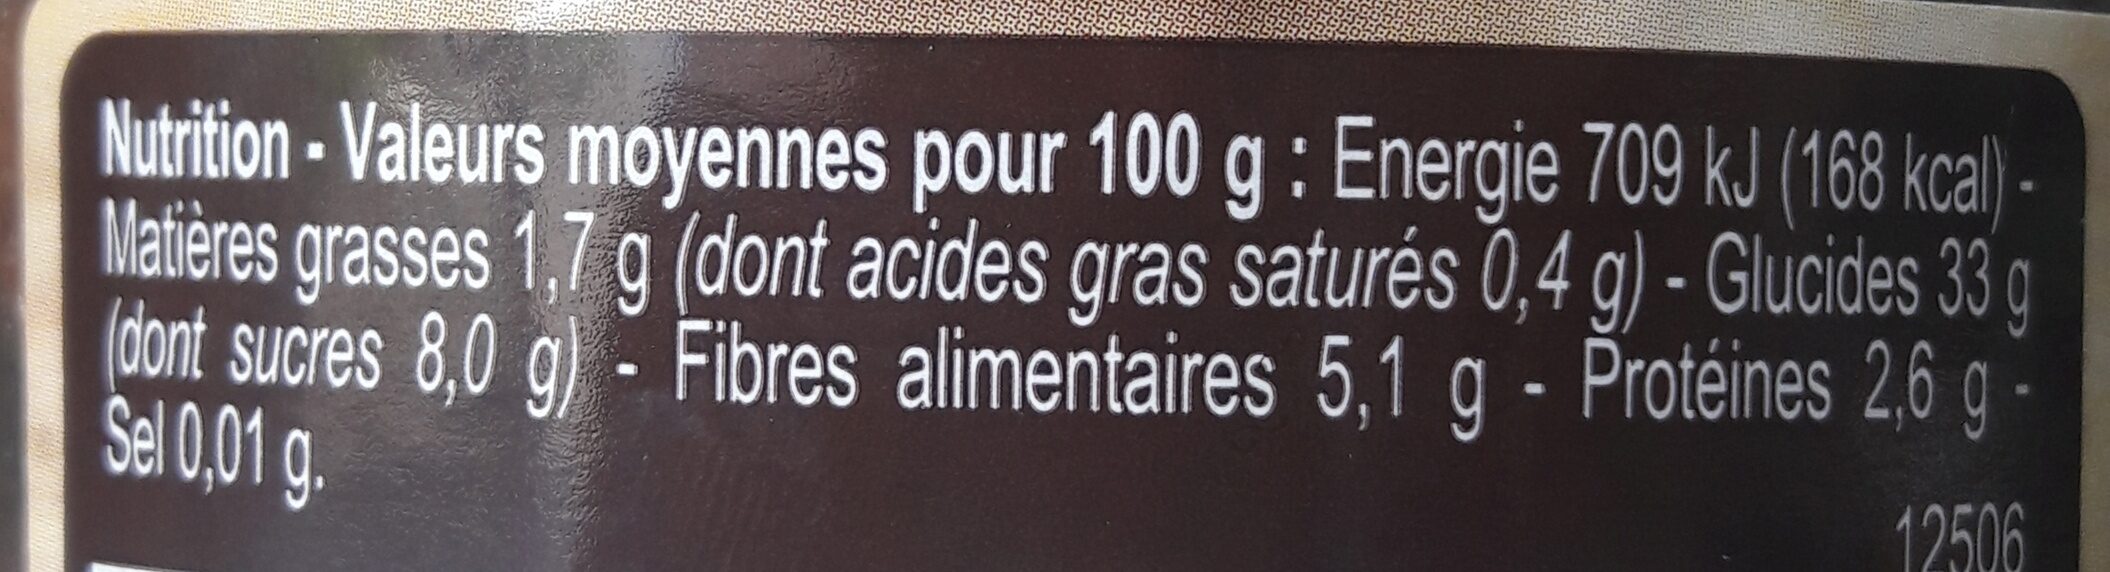 Nutrition - Valeurs moyennes pour 100 g : Energie 709 kJ (168 kcal) -
Matières grasses 1,7 g (dont acides gras saturés 0,4 g) - Glucides 33 g
(dont sucres 8,0 g) - Fibres alimentaires 5,1 g - Protéines 2,6 g -
Sel 0,01 g.
12506